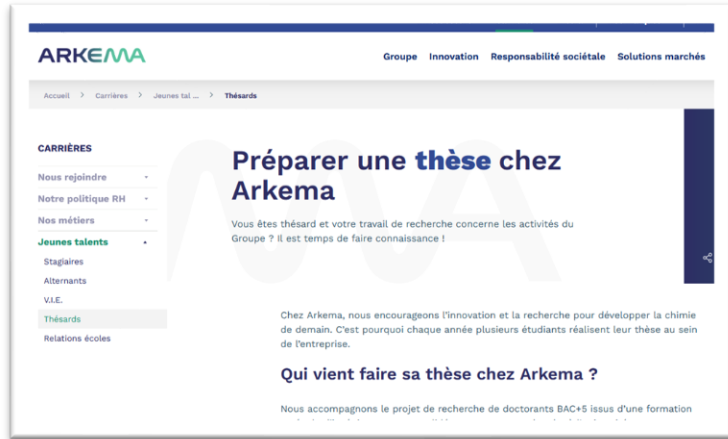 ARKEMA
Groupe Innovation Responsabilité sociétale Solutions marchés
Accueil > Carrières > Jeunes tal ... > Thésards
CARRIÈRES
Nous rejoindre
Notre politique RH
Nos métiers
Jeunes talents
Stagiaires
Alternants
V.I.E.
Thésards
Relations écoles
Préparer une thèse chez
Arkema
Vous êtes thésard et votre travail de recherche concerne les activités du
Groupe ? Il est temps de faire connaissance !
Chez Arkema, nous encourageons l'innovation et la recherche pour développer la chimie
de demain. C'est pourquoi chaque année plusieurs étudiants réalisent leur thèse au sein
de l'entreprise.
Qui vient faire sa thèse chez Arkema ?
Nous accompagnons le projet de recherche de doctorants BAC+5 issus d'une formation